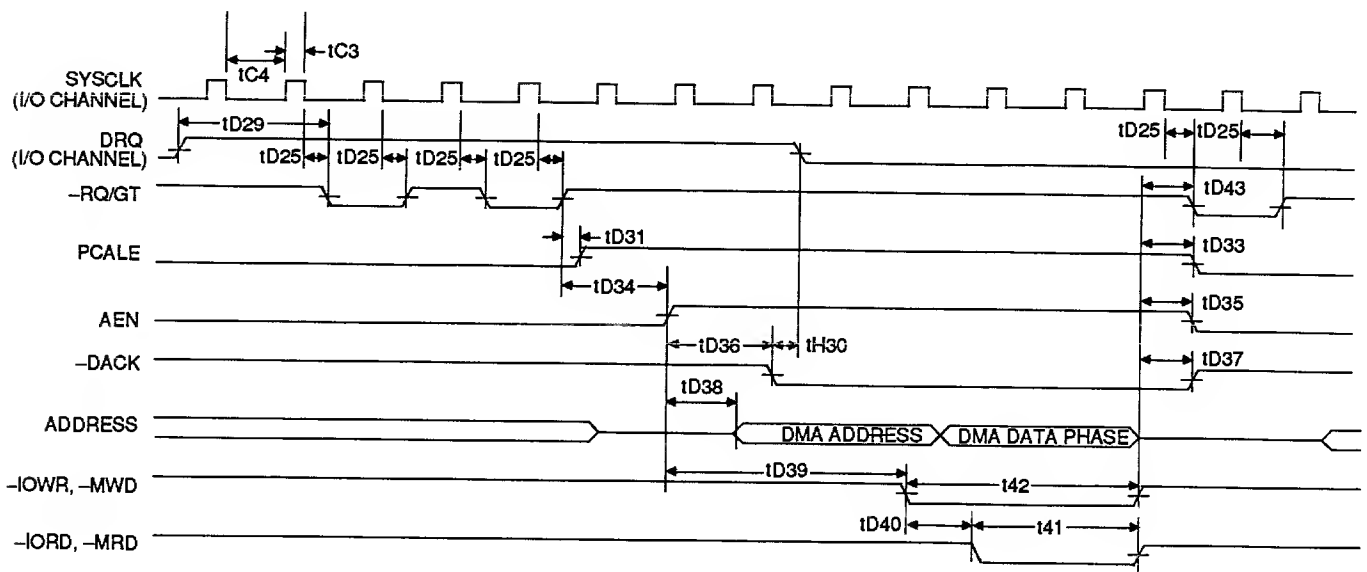 tC3
tC4
SYSCLK
(I/O CHANNEL)
tD29
tD25 tD25
DRQ
(I/O CHANNEL)
tD25 tD25 tD25 tD25
–RQ/GT
tD43
tD31
PCALE
tD33
tD34
AEN
tD35
tD36 tH30
–DACK
tD37
tD38
ADDRESS
DMA ADDRESS DMA DATA PHASE
tD39
–IOWR, –MWD
t42
tD40 t41
–IORD, –MRD